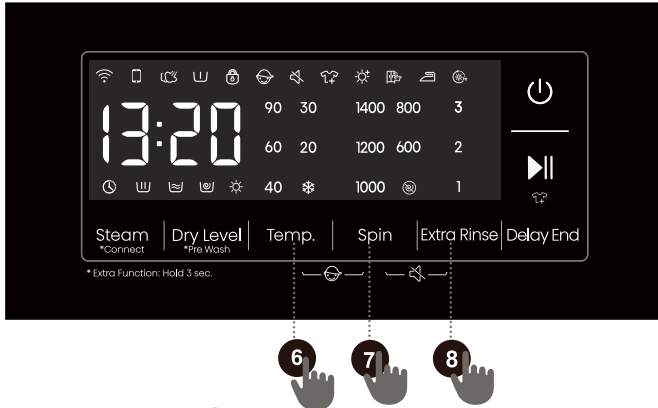 13:20
90 30 1400 800 3
60 20 1200 600 2
40 1000 1
Steam Dry Level Temp. Spin Extra Rinse Delay End
*Connect *Pre Wash
* Extra Function: Hold 3 sec.
6 7 8